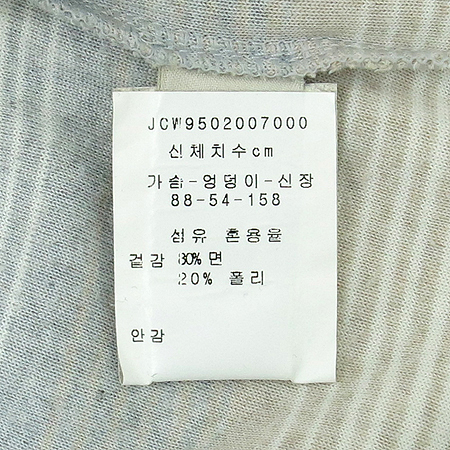 JCW9502007000
신체치수cm
가슴-엉덩이-신장
88-54-158
섬유 혼용율
겉감 80% 면
20% 폴리
안감